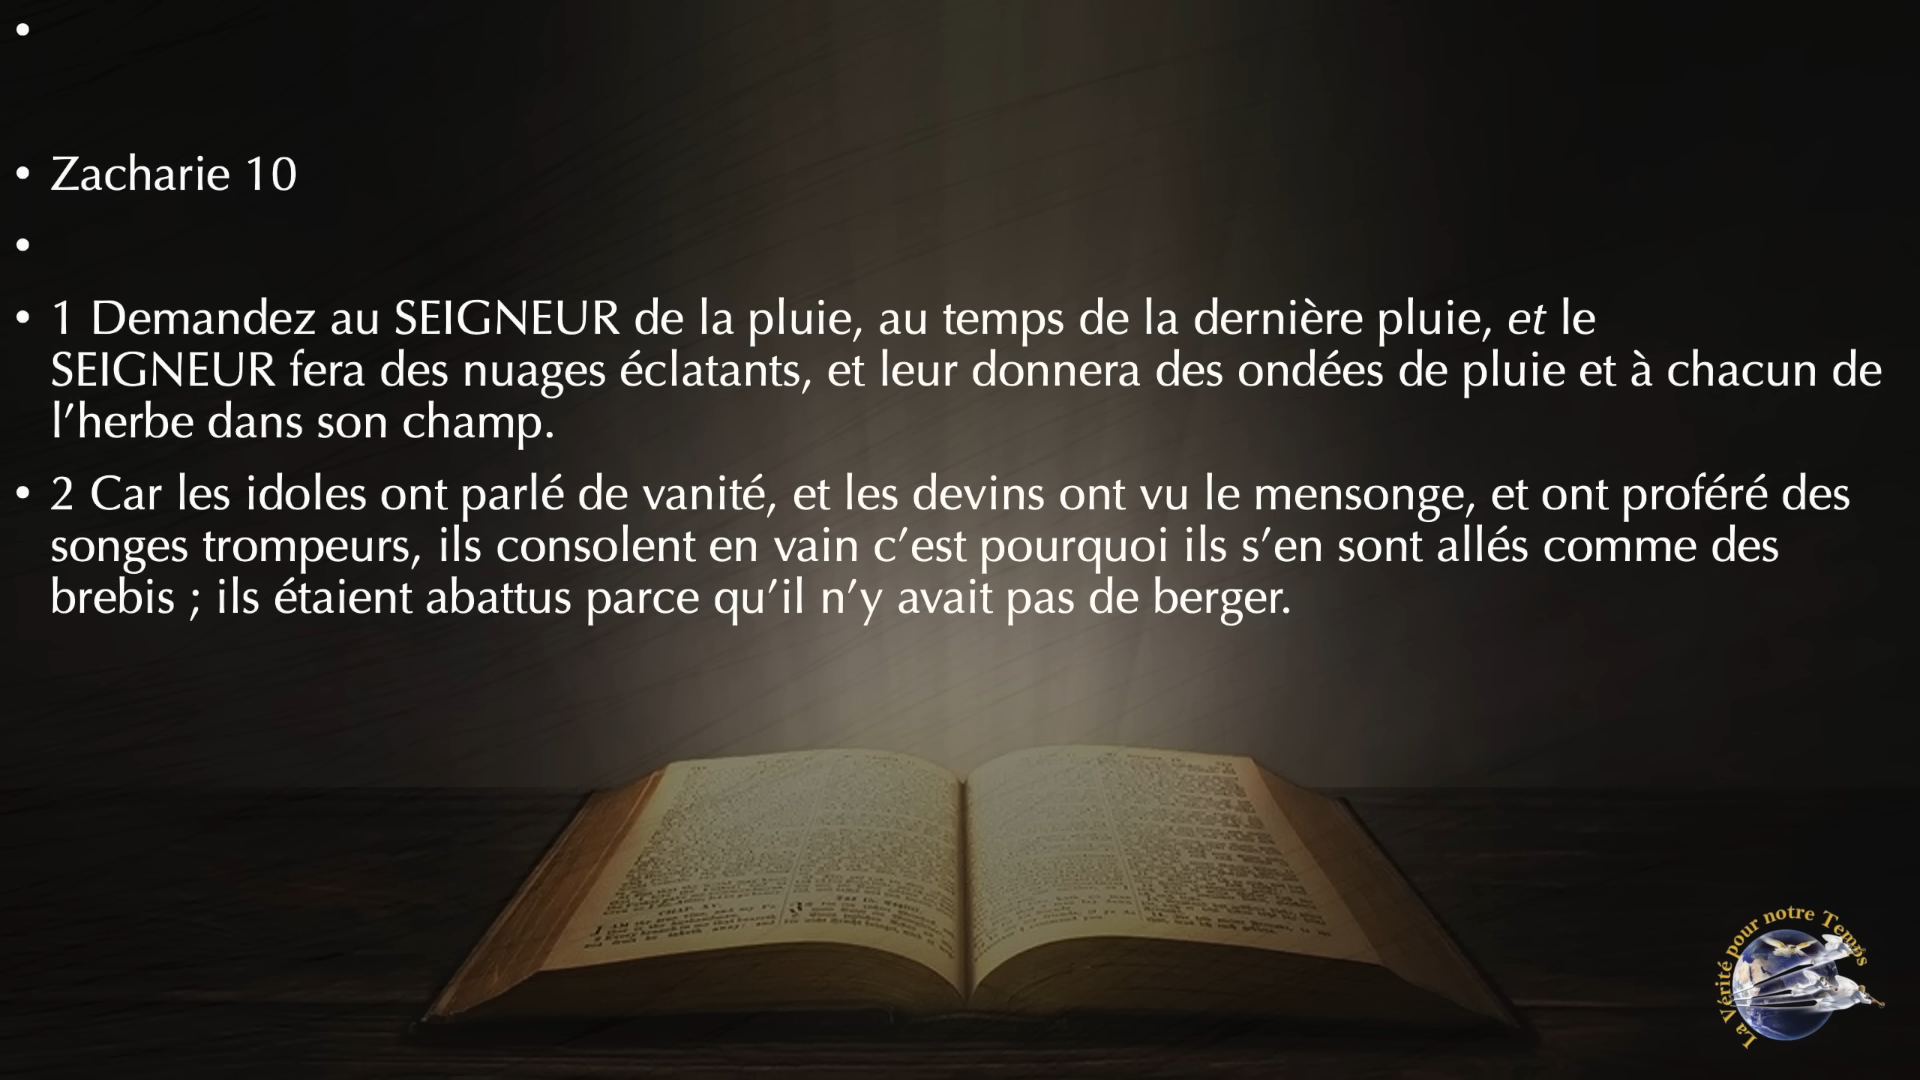 •
• Zacharie 10
•
• 1 Demandez au SEIGNEUR de la pluie, au temps de la dernière pluie, et le
SEIGNEUR fera des nuages éclatants, et leur donnera des ondées de pluie et à chacun de
l’herbe dans son champ.
• 2 Car les idoles ont parlé de vanité, et les devins ont vu le mensonge, et ont proféré des
songes trompeurs, ils consolent en vain c’est pourquoi ils s’en sont allés comme des
brebis ; ils étaient abattus parce qu’il n’y avait pas de berger.
La Vérité pour notre Temps